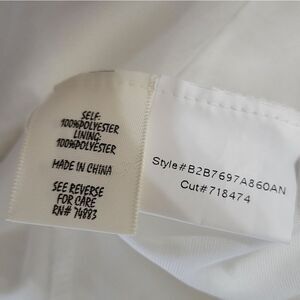 SELF:
100%POLYESTER
LINING:
100%POLYESTER
MADE IN CHINA
SEE REVERSE
FOR CARE
RN# 74883
Style#B2B7697A860AN
Cut#718474